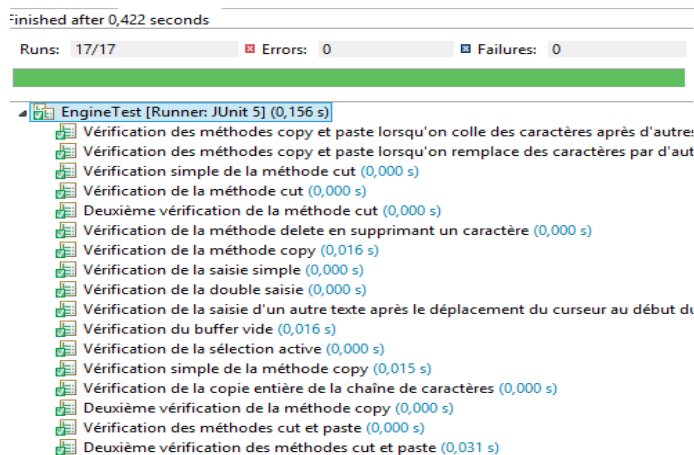 Finished after 0,422 seconds
Runs: 17/17 Errors: 0 Failures: 0
EngineTest [Runner: JUnit 5] (0,156 s)
Vérification des méthodes copy et paste lorsqu'on colle des caractères après d'autres
Vérification des méthodes copy et paste lorsqu'on remplace des caractères par d'aut
Vérification simple de la méthode cut (0,000 s)
Vérification de la méthode cut (0,000 s)
Deuxième vérification de la méthode cut (0,000 s)
Vérification de la méthode delete en supprimant un caractère (0,000 s)
Vérification de la méthode copy (0,016 s)
Vérification de la saisie simple (0,000 s)
Vérification de la double saisie (0,000 s)
Vérification de la saisie d'un autre texte après le déplacement du curseur au début du
Vérification du buffer vide (0,016 s)
Vérification de la sélection active (0,000 s)
Vérification simple de la méthode copy (0,015 s)
Vérification de la copie entière de la chaîne de caractères (0,000 s)
Deuxième vérification de la méthode copy (0,000 s)
Vérification des méthodes cut et paste (0,000 s)
Deuxième vérification des méthodes cut et paste (0,031 s)